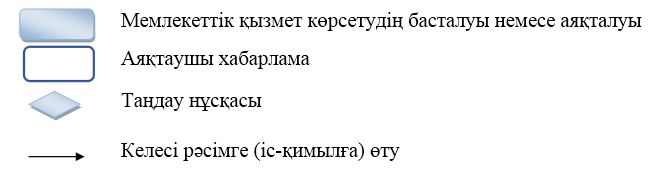 Мемлекеттік қызмет көрсетудің басталуы немесе аяқталуы
Аяқтаушы хабарлама
Таңдау нұсқасы
Келесі рәсімге (іс-қимылға) өту